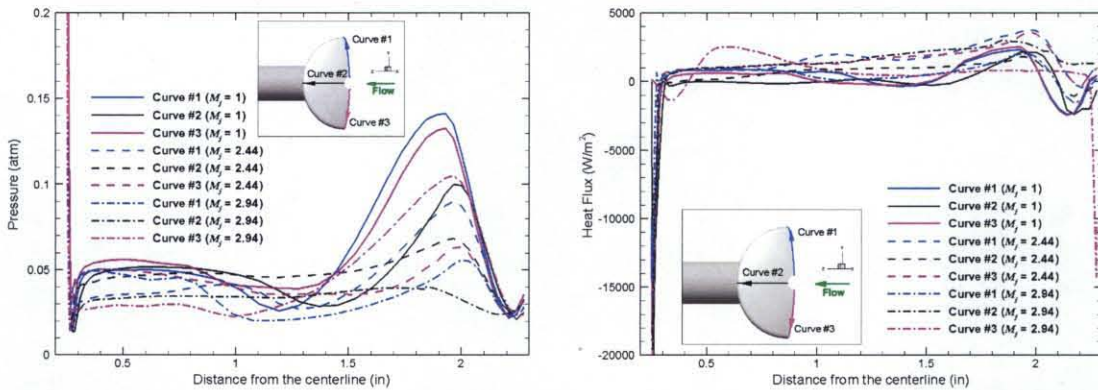 0.2
0.15
0.1
0.05
0
Pressure (atm)
0.5
1
1.5
2
Distance from the centerline (in)
Curve #1 (Mj = 1)
Curve #2 (Mj = 1)
Curve #3 (Mj = 1)
Curve #1 (Mj = 2.44)
Curve #2 (Mj = 2.44)
Curve #3 (Mj = 2.44)
Curve #1 (Mj = 2.94)
Curve #2 (Mj = 2.94)
Curve #3 (Mj = 2.94)
Curve #1
Curve #2
Flow
Curve #3
5000
0
-5000
-10000
-15000
-20000
Heat Flux (W/m²)
0.5
1
1.5
2
Distance from the centerline (in)
Curve #1
Curve #2
Flow
Curve #3
Curve #1 (Mj = 1)
Curve #2 (Mj = 1)
Curve #3 (Mj = 1)
Curve #1 (Mj = 2.44)
Curve #2 (Mj = 2.44)
Curve #3 (Mj = 2.44)
Curve #1 (Mj = 2.94)
Curve #2 (Mj = 2.94)
Curve #3 (Mj = 2.94)